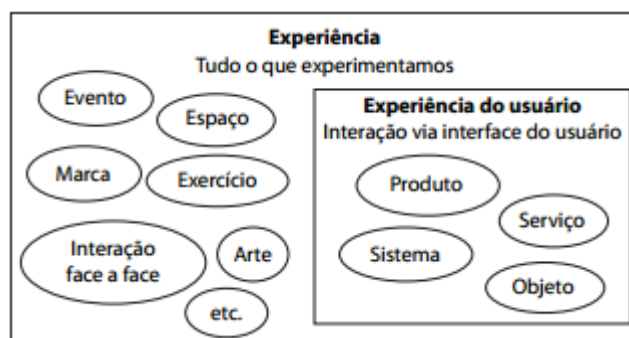 Experiência
Tudo o que experimentamos
Evento
Espaço
Marca
Exercício
Interação
face a face
Arte
etc.
Experiência do usuário
Interação via interface do usuário
Produto
Serviço
Sistema
Objeto